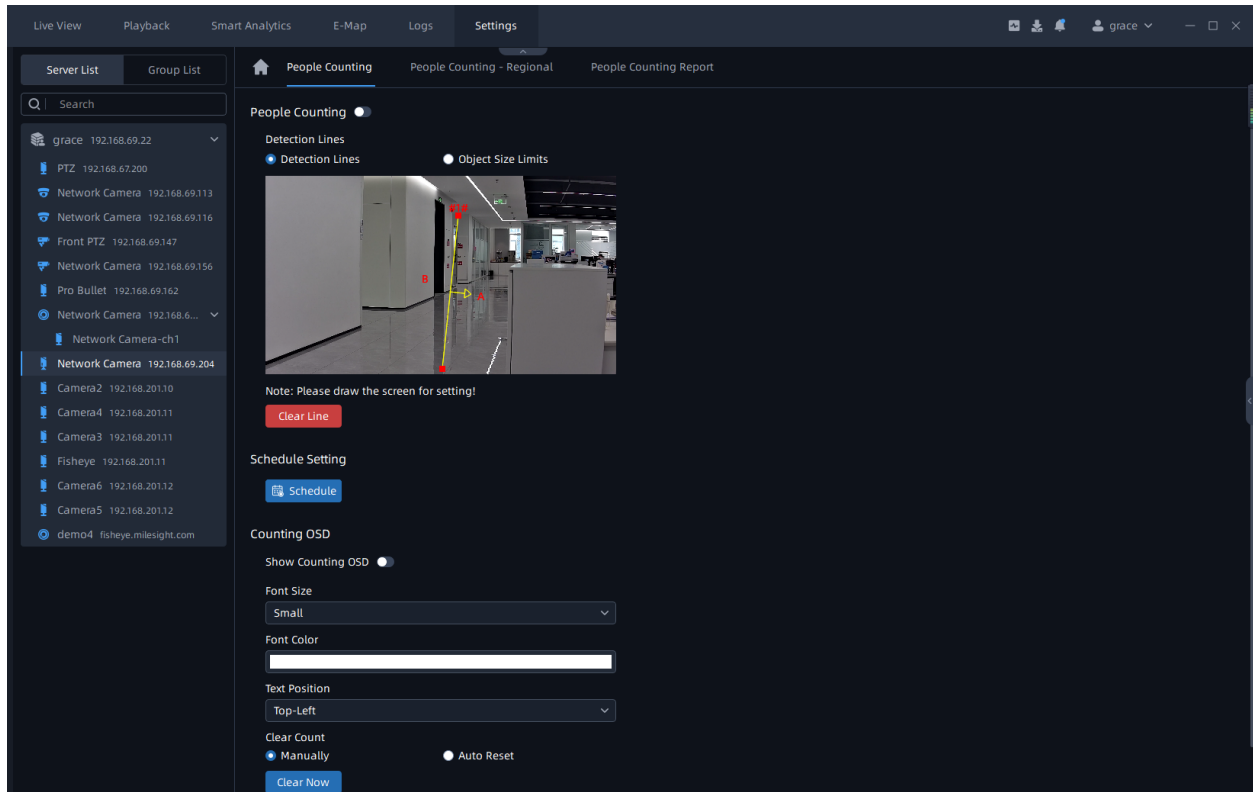 Live View Playback Smart Analytics E-Map Logs Settings grace
Server List Group List
Search
grace 192.168.69.22
PTZ 192.168.67.200
Network Camera 192.168.69.113
Network Camera 192.168.69.116
Front PTZ 192.168.69.147
Network Camera 192.168.69.156
Pro Bullet 192.168.69.162
Network Camera 192.168.6...
Network Camera-ch1
Network Camera 192.168.69.204
Camera2 192.168.201.10
Camera4 192.168.201.11
Camera3 192.168.201.11
Fisheye 192.168.201.11
Camera6 192.168.201.12
Camera5 192.168.201.12
demo4 fisheye.milesight.com
People Counting People Counting - Regional People Counting Report
People Counting
Detection Lines
Detection Lines Object Size Limits
#1#
B
A
Note: Please draw the screen for setting!
Clear Line
Schedule Setting
Schedule
Counting OSD
Show Counting OSD
Font Size
Small
Font Color
Text Position
Top-Left
Clear Count
Manually Auto Reset
Clear Now